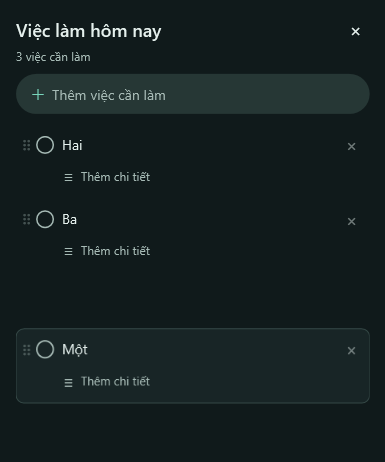 Việc làm hôm nay
3 việc cần làm
Thêm việc cần làm
Hai
Thêm chi tiết
Ba
Thêm chi tiết
Một
Thêm chi tiết